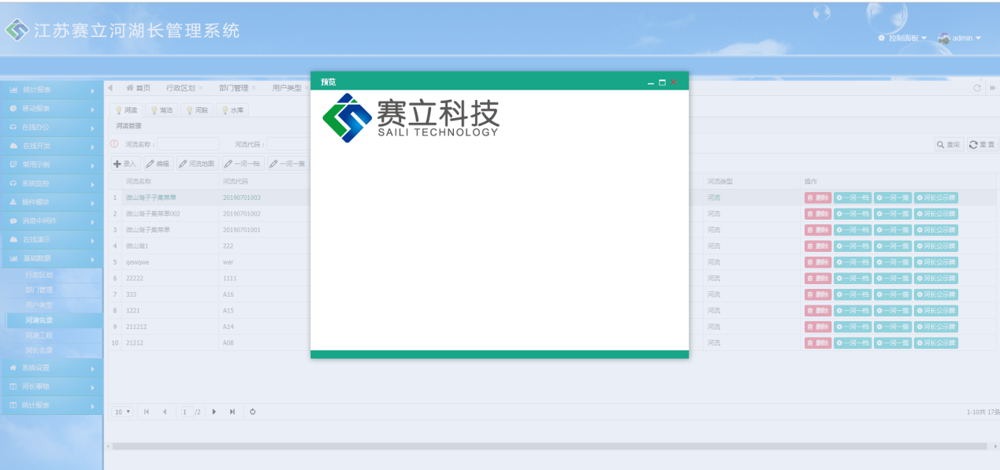 江苏赛立河湖长管理系统
控制面板 admin
统计报表
移动报表
在线办公
在线开发
常用示例
系统监控
插件模块
消息中间件
在线演示
基础数据
行政区划
部门管理
用户类型
河湖名录
河湖工程
河长名录
系统设置
河长事物
统计报表
首页 行政区划 部门管理 用户类型
河流 湖泊 河段 水库
河流管理
河流名称： 河流代码：
查询 重置
录入 编辑 河流地图 一河一档 一河一策
河流名称 河流代码 河流类型 操作
1 微山湖子子集菜单 20190701003 河流 删除 一河一档 一河一策 河长公示牌
2 微山湖子集菜单002 20190701002 河流 删除 一河一档 一河一策 河长公示牌
3 微山湖子集菜单 20190701001 河流 删除 一河一档 一河一策 河长公示牌
4 微山湖1 222 河流 删除 一河一档 一河一策 河长公示牌
5 qewqwe wer 河流 删除 一河一档 一河一策 河长公示牌
6 22222 1111 河流 删除 一河一档 一河一策 河长公示牌
7 333 A16 河流 删除 一河一档 一河一策 河长公示牌
8 1221 A15 河流 删除 一河一档 一河一策 河长公示牌
9 211212 A14 河流 删除 一河一档 一河一策 河长公示牌
10 21212 A08 河流 删除 一河一档 一河一策 河长公示牌
10 1 /2
1-10共 17条
预览
赛立科技
SAILI TECHNOLOGY